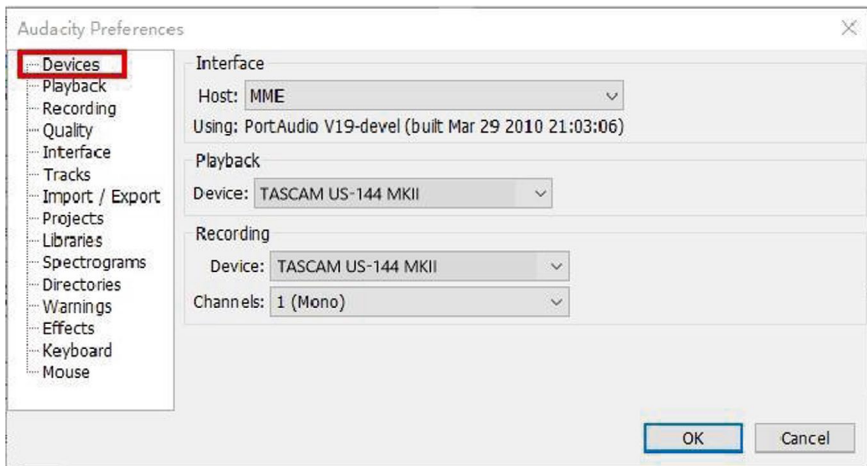 Audacity Preferences
Devices
Playback
Recording
Quality
Interface
Tracks
Import / Export
Projects
Libraries
Spectrograms
Directories
Warnings
Effects
Keyboard
Mouse
Interface
Host: MME
Using: PortAudio V19-devel (built Mar 29 2010 21:03:06)
Playback
Device: TASCAM US-144 MKII
Recording
Device: TASCAM US-144 MKII
Channels: 1 (Mono)
OK Cancel